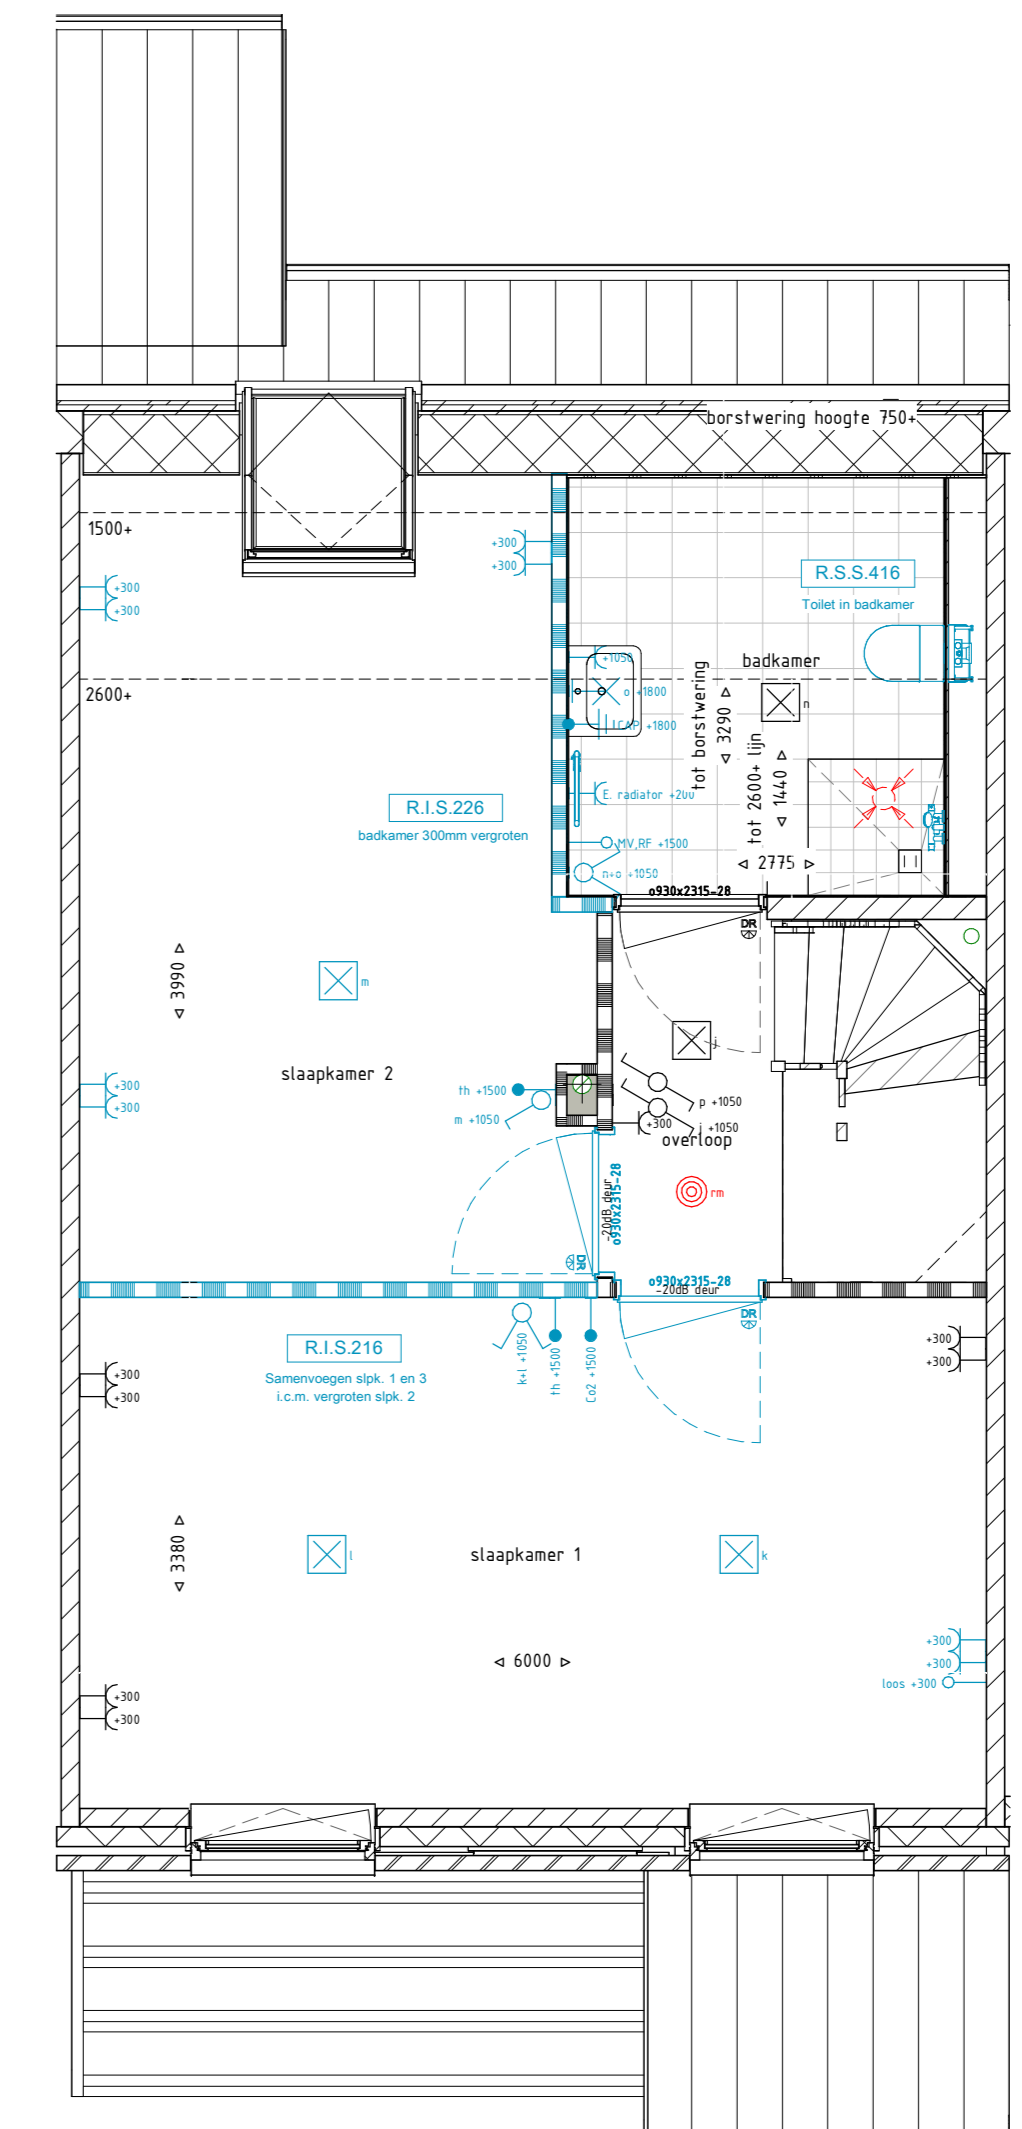 borstwering hoogte 750+
1500+
+300
+300
+300
+300
R.S.S.416
Toilet in badkamer
+1050
badkamer
2600+
o +1800
CAP +1800
n
tot borstwering
3290
tot 2600+ lijn
1440
E. radiator +200
R.I.S.226
badkamer 300mm vergroten
MV,RF +1500
2775
n+o +1050
o930x2315-28
DR
3990
m
j
slaapkamer 2
+300
+300
th +1500
m +1050
p +1050
j +1050
+300
overloop
-20dB deur
o930x2315-28
rm
DR
o930x2315-28
-20dB deur
DR
R.I.S.216
Samenvoegen slpk. 1 en 3
i.c.m. vergroten slpk. 2
k+l +1050
th +1500
Co2 +1500
+300
+300
+300
+300
3380
l
slaapkamer 1
k
6000
+300
+300
loos +300
+300
+300